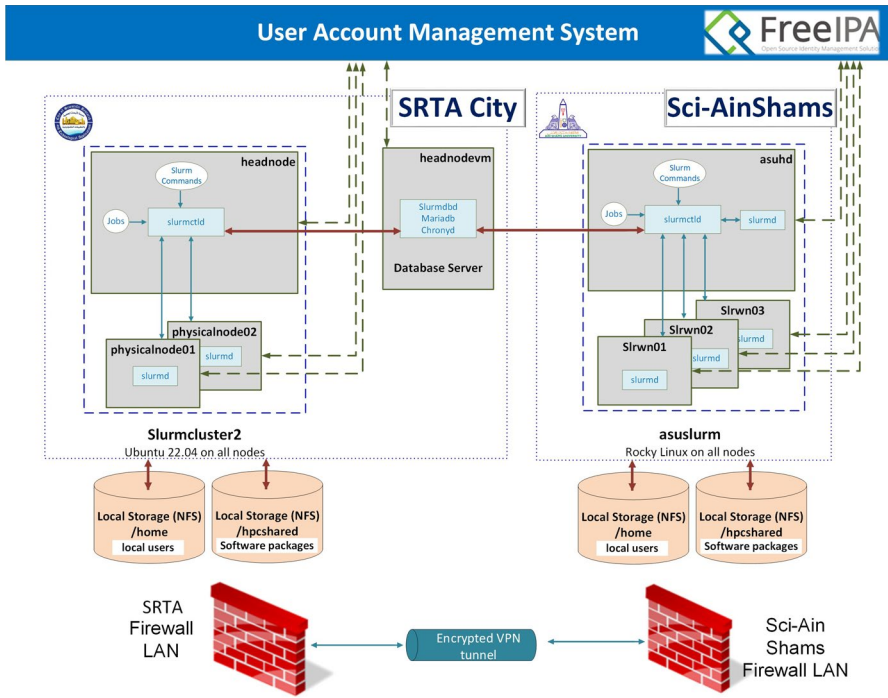 User Account Management System
FreeIPA
Open Source Identity Management Solutio
SRTA City
Sci-AinShams
headnode
Slurm
Commands
Jobs
slurmctld
headnodevm
Slurmdbd
Mariadb
Chronyd
Database Server
asuhd
Slurm
Commands
Jobs
slurmctld
slurmd
physicalnode02
slurmd
physicalnode01
slurmd
Slrwn03
slurmd
Slrwn02
slurmd
Slrwn01
slurmd
Slurmcluster2
Ubuntu 22.04 on all nodes
asuslurm
Rocky Linux on all nodes
Local Storage (NFS)
/home
local users
Local Storage (NFS)
/hpcshared
Software packages
Local Storage (NFS)
/home
local users
Local Storage (NFS)
/hpcshared
Software packages
SRTA
Firewall
LAN
Encrypted VPN
tunnel
Sci-Ain
Shams
Firewall LAN